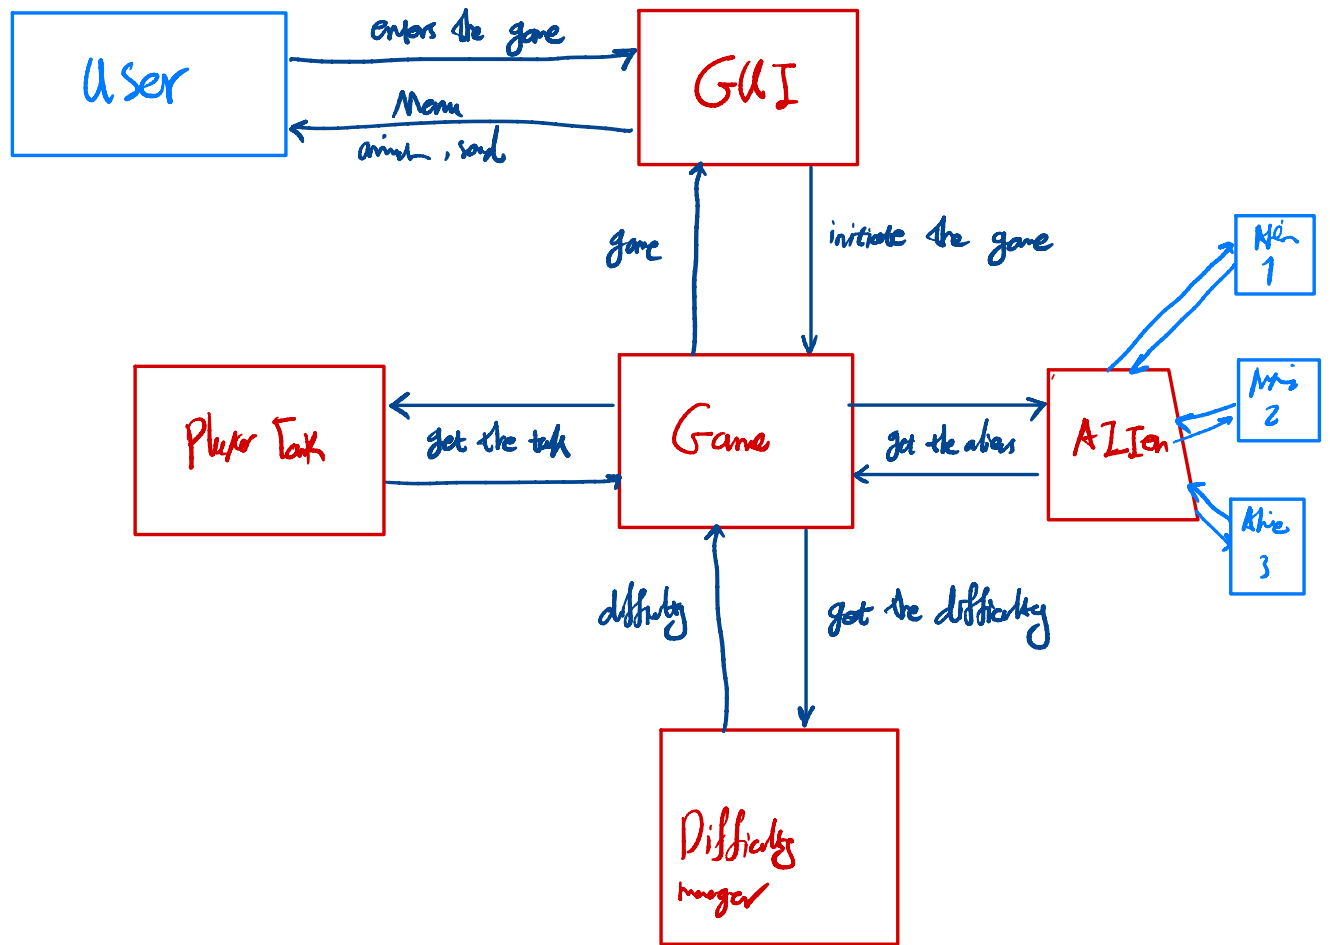 User
enters the game
GUI
Menu
game
initiate the game
Alien
1
Player Tank
get the tank
Game
get the aliens
ALIen
2
3
difficulty
get the difficulty
Difficulty
manager